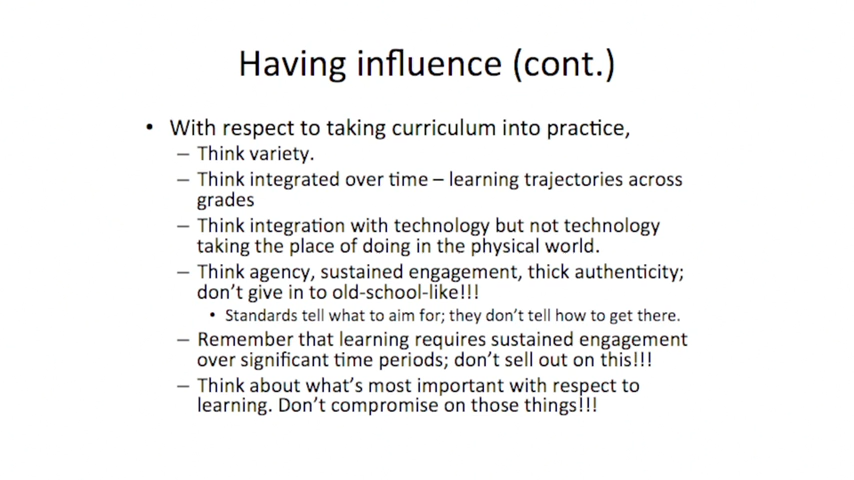 Having influence (cont.)
• With respect to taking curriculum into practice,
– Think variety.
– Think integrated over time – learning trajectories across
grades
– Think integration with technology but not technology
taking the place of doing in the physical world.
– Think agency, sustained engagement, thick authenticity;
don't give in to old-school-like!!!
• Standards tell what to aim for; they don't tell how to get there.
– Remember that learning requires sustained engagement
over significant time periods; don't sell out on this!!!
– Think about what's most important with respect to
learning. Don't compromise on those things!!!